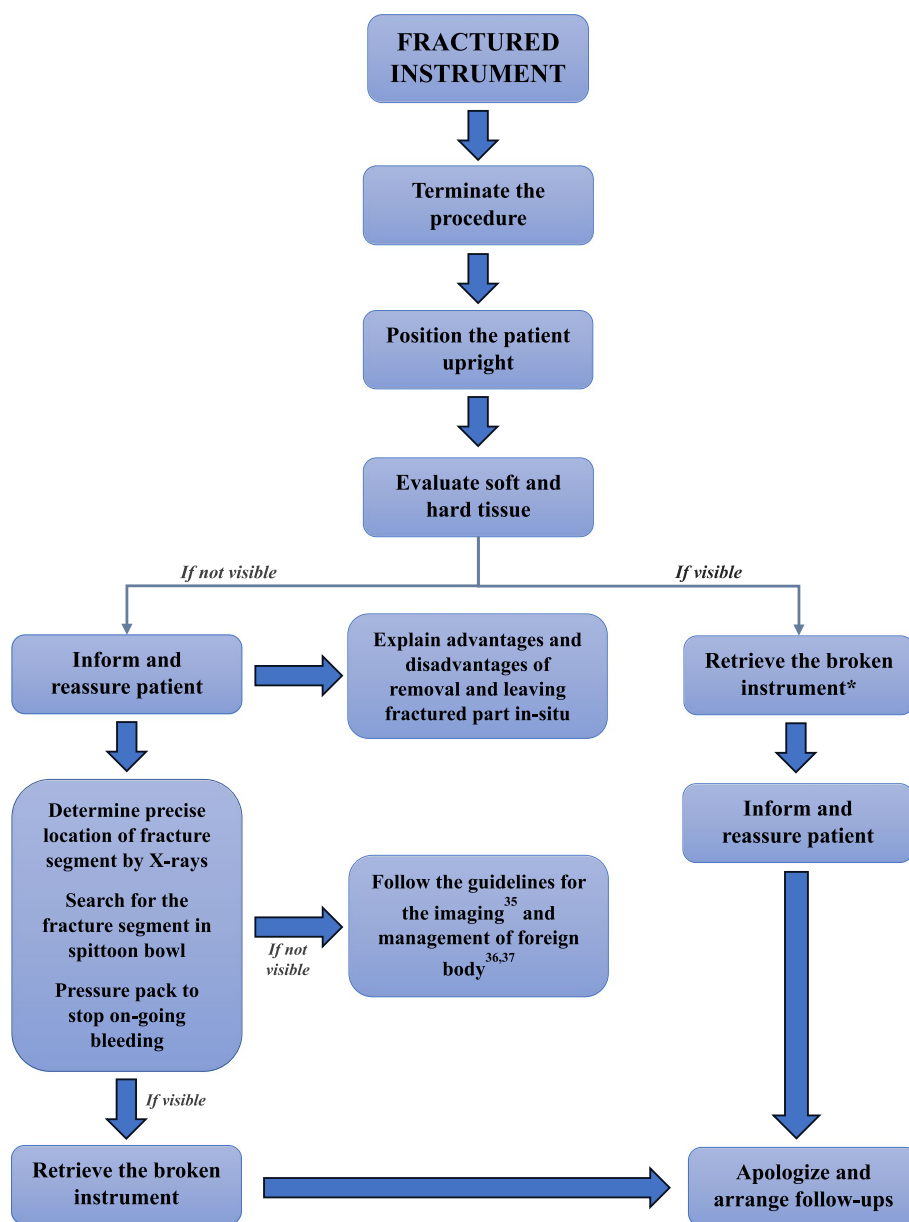 FRACTURED
INSTRUMENT
Terminate the
procedure
Position the patient
upright
Evaluate soft and
hard tissue
If not visible
If visible
Inform and
reassure patient
Explain advantages and
disadvantages of
removal and leaving
fractured part in-situ
Retrieve the broken
instrument*
Determine precise
location of fracture
segment by X-rays
Search for the
fracture segment in
spittoon bowl
Pressure pack to
stop on-going
bleeding
If not
visible
Follow the guidelines for
the imaging35 and
management of foreign
body36,37
Inform and
reassure patient
If visible
Retrieve the broken
instrument
Apologize and
arrange follow-ups